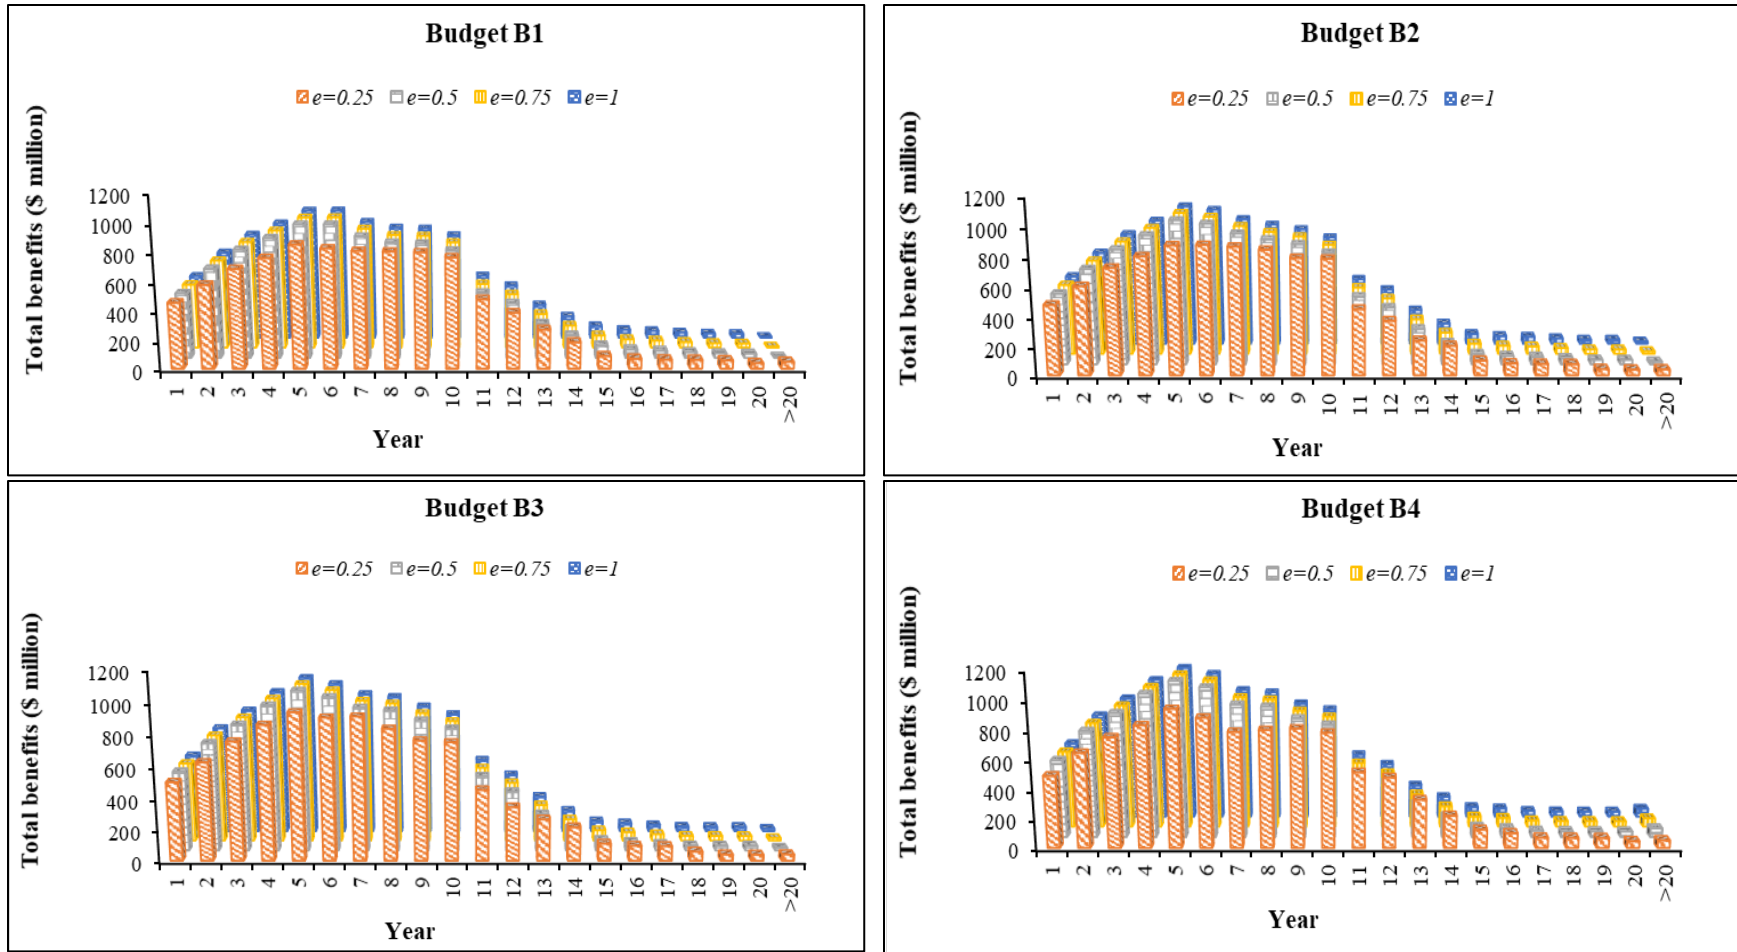 Budget B1
e=0.25 e=0.5 e=0.75 e=1
Total benefits ($ million)
1200
1000
800
600
400
200
0
1 2 3 4 5 6 7 8 9 10 11 12 13 14 15 16 17 18 19 20 >20
Year
Budget B2
e=0.25 e=0.5 e=0.75 e=1
Total benefits ($ million)
1200
1000
800
600
400
200
0
1 2 3 4 5 6 7 8 9 10 11 12 13 14 15 16 17 18 19 20 >20
Year
Budget B3
e=0.25 e=0.5 e=0.75 e=1
Total benefits ($ million)
1200
1000
800
600
400
200
0
1 2 3 4 5 6 7 8 9 10 11 12 13 14 15 16 17 18 19 20 >20
Year
Budget B4
e=0.25 e=0.5 e=0.75 e=1
Total benefits ($ million)
1200
1000
800
600
400
200
0
1 2 3 4 5 6 7 8 9 10 11 12 13 14 15 16 17 18 19 20 >20
Year